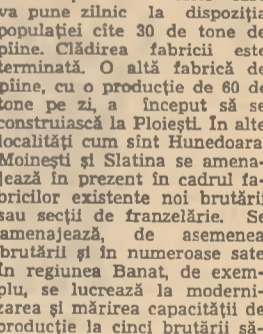 va pune zilnic la dispoziția
populației cîte 30 de tone de
pîine. Clădirea fabricii este
terminată. O altă fabrică de
pîine, cu o producție de 60 de
tone pe zi, a început să se
construiască la Ploiești. În alte
localități cum sînt Hunedoara
Moinești și Slatina se amena-
jează în prezent în cadrul fa-
bricilor existente noi brutării
sau secții de franzelărie. Se
amenajează, de asemenea
brutării și în numeroase sate
În regiunea Banat, de exem-
plu, se lucrează la moderni-
zarea și mărirea capacității de
producție la cinci brutării să-